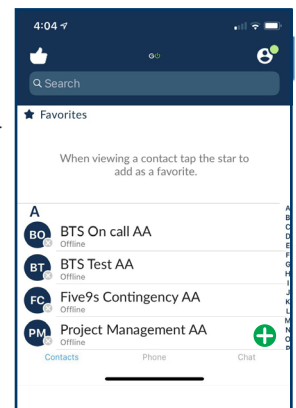 4:04
GU
Search
Favorites
When viewing a contact tap the star to
add as a favorite.
A
BO BTS On call AA
Offline
BT BTS Test AA
Offline
FC Five9s Contingency AA
Offline
PM Project Management AA
Offline
Contacts Phone Chat
A
B
C
D
E
F
G
H
I
J
K
L
M
N
O